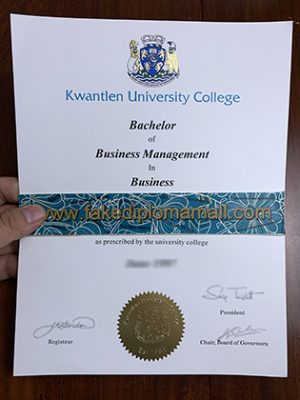 Kwantlen University College
Bachelor
of
Business Management
In
Business
www.fakediplomamall.com
as prescribed by the university college
President
Registrar
Chair, Board of Governors